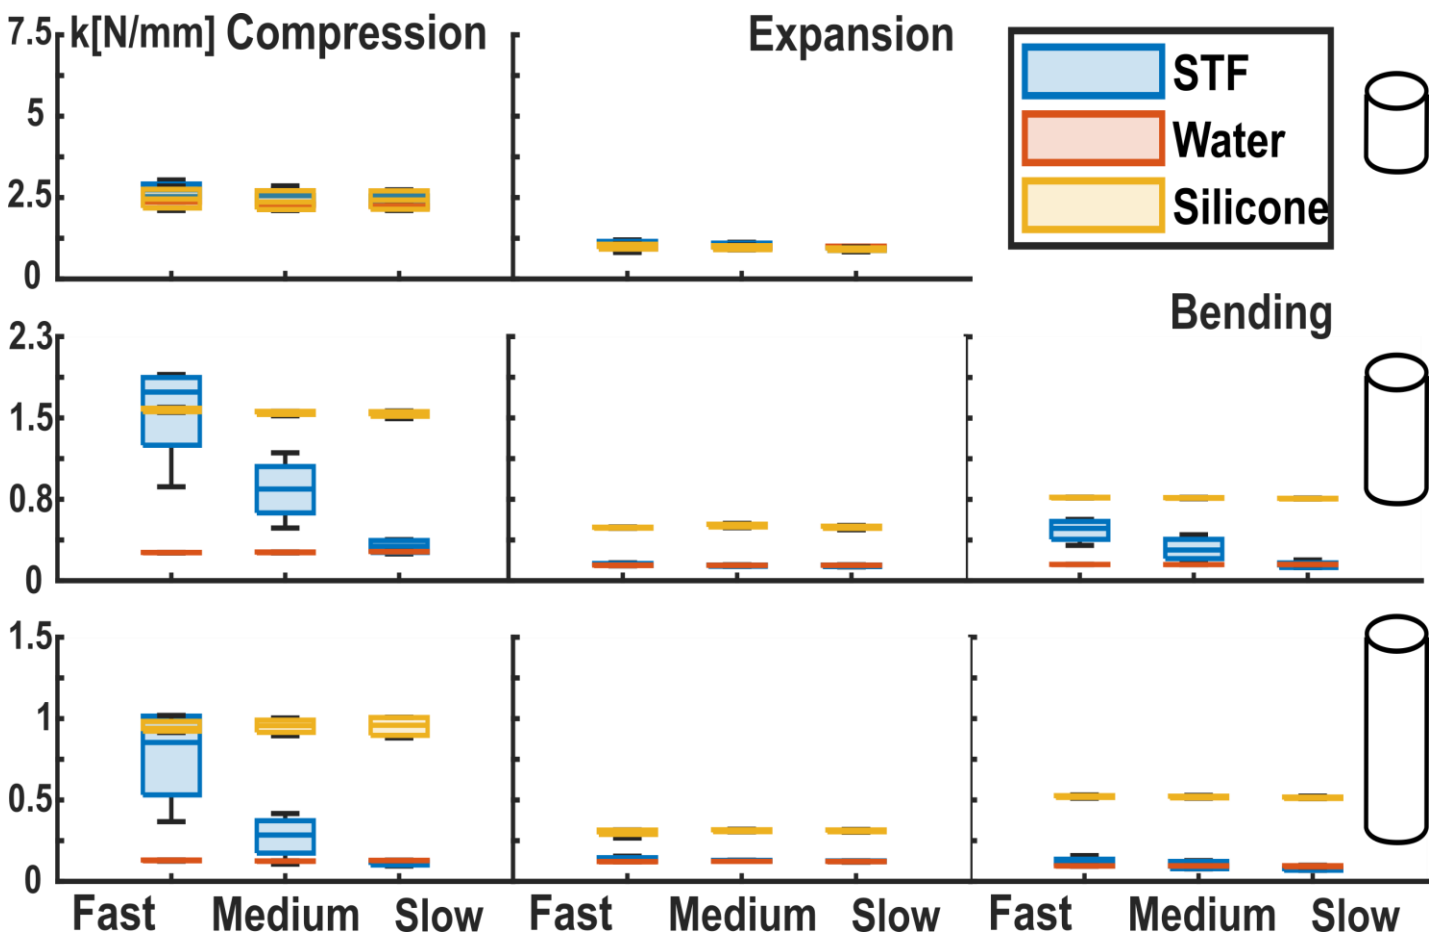 k[N/mm] Compression
Expansion
7.5
5
2.5
0
STF
Water
Silicone
Bending
2.3
1.5
0.8
0
1.5
1
0.5
0
Fast Medium Slow Fast Medium Slow Fast Medium Slow